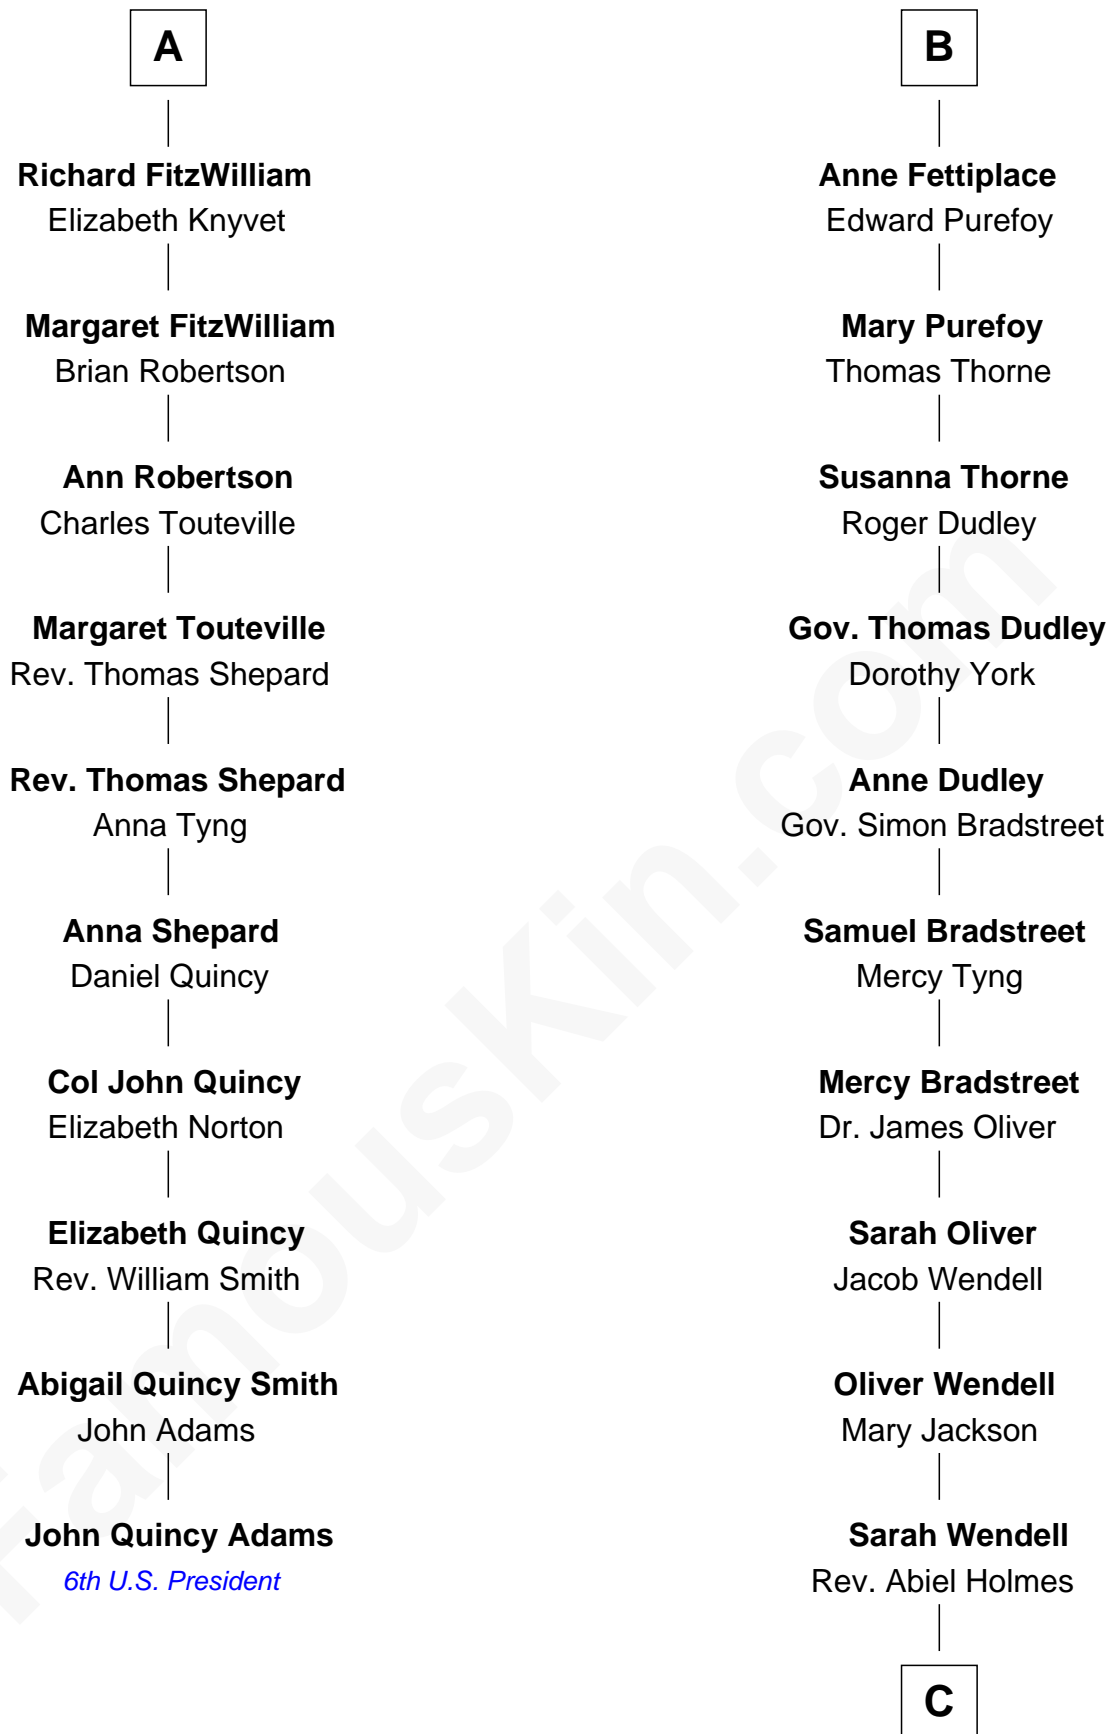 A
Richard FitzWilliam
Elizabeth Knyvet
Margaret FitzWilliam
Brian Robertson
Ann Robertson
Charles Touteville
Margaret Touteville
Rev. Thomas Shepard
Rev. Thomas Shepard
Anna Tyng
Anna Shepard
Daniel Quincy
Col John Quincy
Elizabeth Norton
Elizabeth Quincy
Rev. William Smith
Abigail Quincy Smith
John Adams
John Quincy Adams
6th U.S. President
B
Anne Fettiplace
Edward Purefoy
Mary Purefoy
Thomas Thorne
Susanna Thorne
Roger Dudley
Gov. Thomas Dudley
Dorothy York
Anne Dudley
Gov. Simon Bradstreet
Samuel Bradstreet
Mercy Tyng
Mercy Bradstreet
Dr. James Oliver
Sarah Oliver
Jacob Wendell
Oliver Wendell
Mary Jackson
Sarah Wendell
Rev. Abiel Holmes
C
FamousKin.com